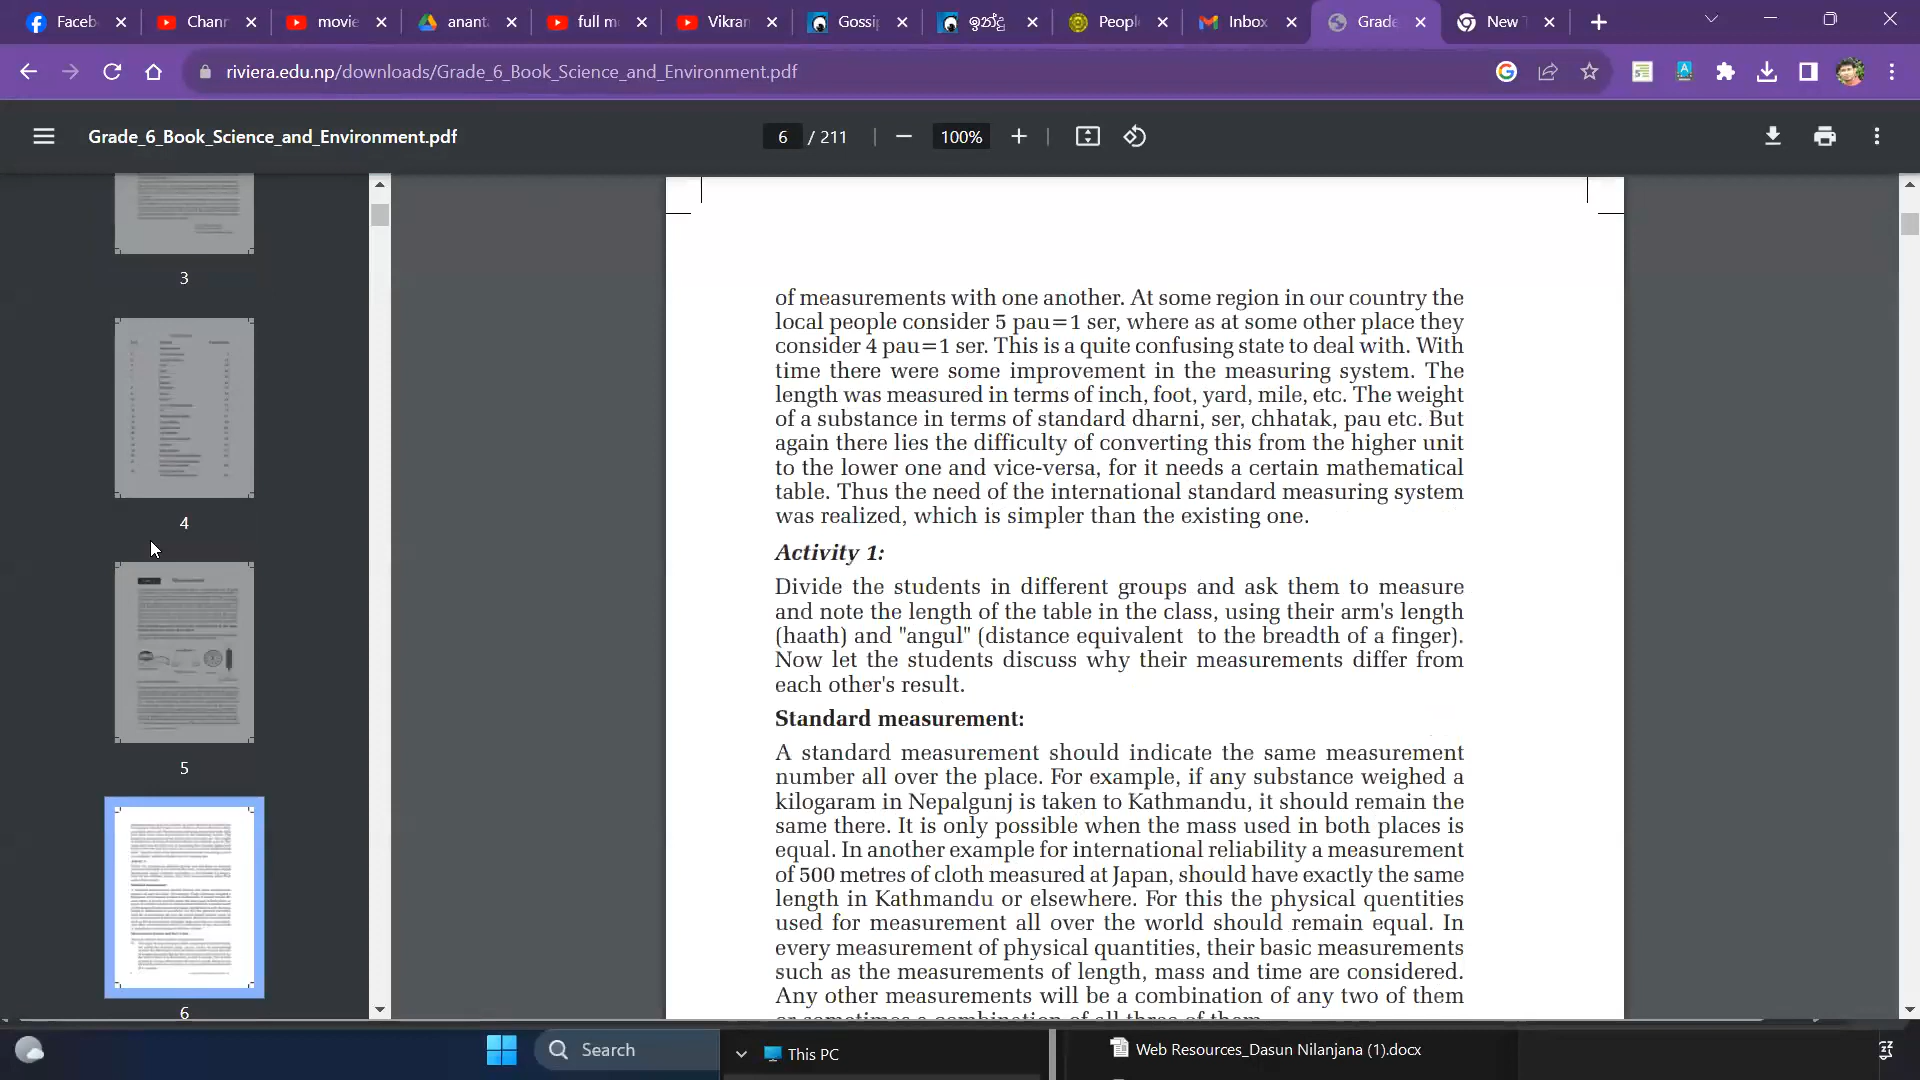 Faceb
Chann
movie
anant
full m
Vikran
Gossip
ඉන්දු
Peopl
Inbox
Grade
New T
riviera.edu.np/downloads/Grade_6_Book_Science_and_Environment.pdf
Grade_6_Book_Science_and_Environment.pdf
6 / 211
100%
3
4
5
6
of measurements with one another. At some region in our country the
local people consider 5 pau=1 ser, where as at some other place they
consider 4 pau=1 ser. This is a quite confusing state to deal with. With
time there were some improvement in the measuring system. The
length was measured in terms of inch, foot, yard, mile, etc. The weight
of a substance in terms of standard dharni, ser, chhatak, pau etc. But
again there lies the difficulty of converting this from the higher unit
to the lower one and vice-versa, for it needs a certain mathematical
table. Thus the need of the international standard measuring system
was realized, which is simpler than the existing one.
Activity 1:
Divide the students in different groups and ask them to measure
and note the length of the table in the class, using their arm's length
(haath) and "angul" (distance equivalent to the breadth of a finger).
Now let the students discuss why their measurements differ from
each other's result.
Standard measurement:
A standard measurement should indicate the same measurement
number all over the place. For example, if any substance weighed a
kilogaram in Nepalgunj is taken to Kathmandu, it should remain the
same there. It is only possible when the mass used in both places is
equal. In another example for international reliability a measurement
of 500 metres of cloth measured at Japan, should have exactly the same
length in Kathmandu or elsewhere. For this the physical quentities
used for measurement all over the world should remain equal. In
every measurement of physical quantities, their basic measurements
such as the measurements of length, mass and time are considered.
Any other measurements will be a combination of any two of them
or sometimes a combination of all three of them.
Search
This PC
Web Resources_Dasun Nilanjana (1).docx